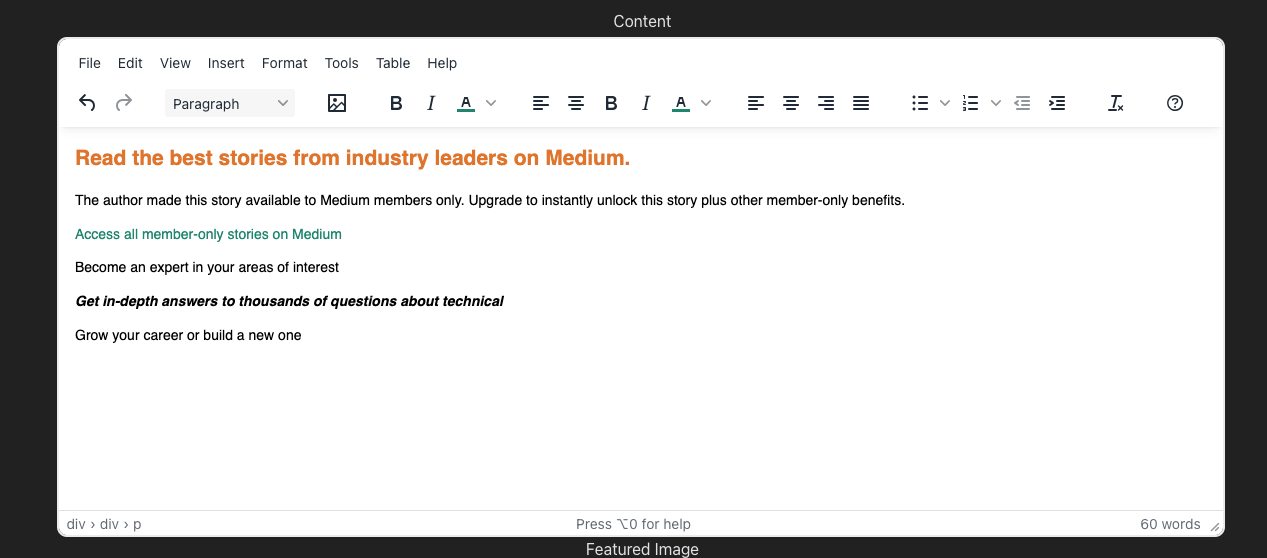 Content
File Edit View Insert Format Tools Table Help
Paragraph B I A B I A
Read the best stories from industry leaders on Medium.
The author made this story available to Medium members only. Upgrade to instantly unlock this story plus other member-only benefits.
Access all member-only stories on Medium
Become an expert in your areas of interest
Get in-depth answers to thousands of questions about technical
Grow your career or build a new one
div › div › p Press ⌥0 for help 60 words
Featured Image